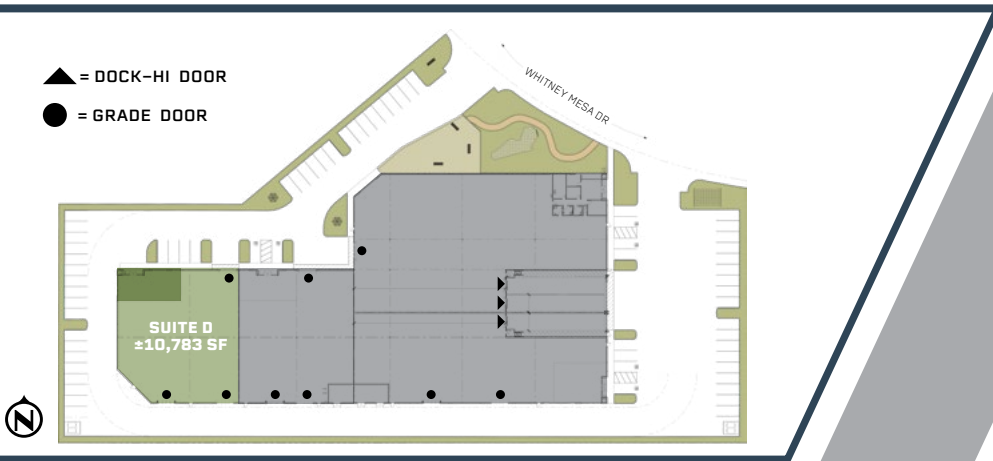 = DOCK-HI DOOR
= GRADE DOOR
WHITNEY MESA DR
SUITE D
±10,783 SF
N